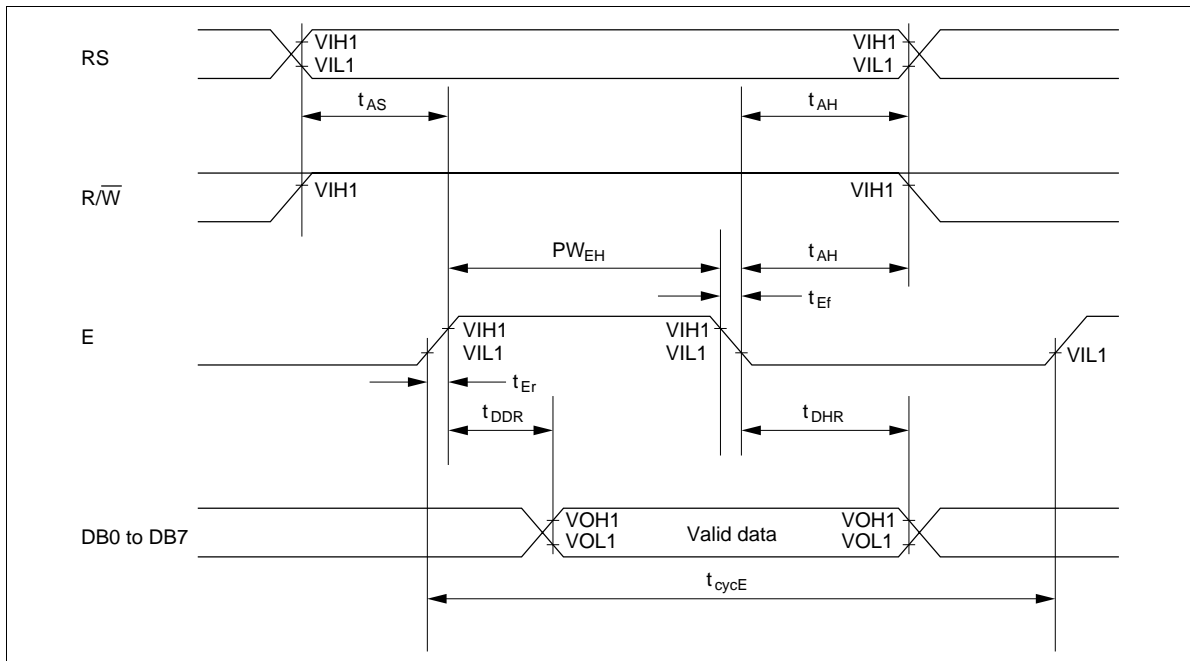 RS
VIH1
VIL1
VIH1
VIL1
tAS
tAH
R/W̅
VIH1
VIH1
PWEH
tAH
tEf
E
VIH1
VIL1
VIH1
VIL1
VIL1
tEr
tDDR
tDHR
DB0 to DB7
VOH1
VOL1
Valid data
VOH1
VOL1
tcycE